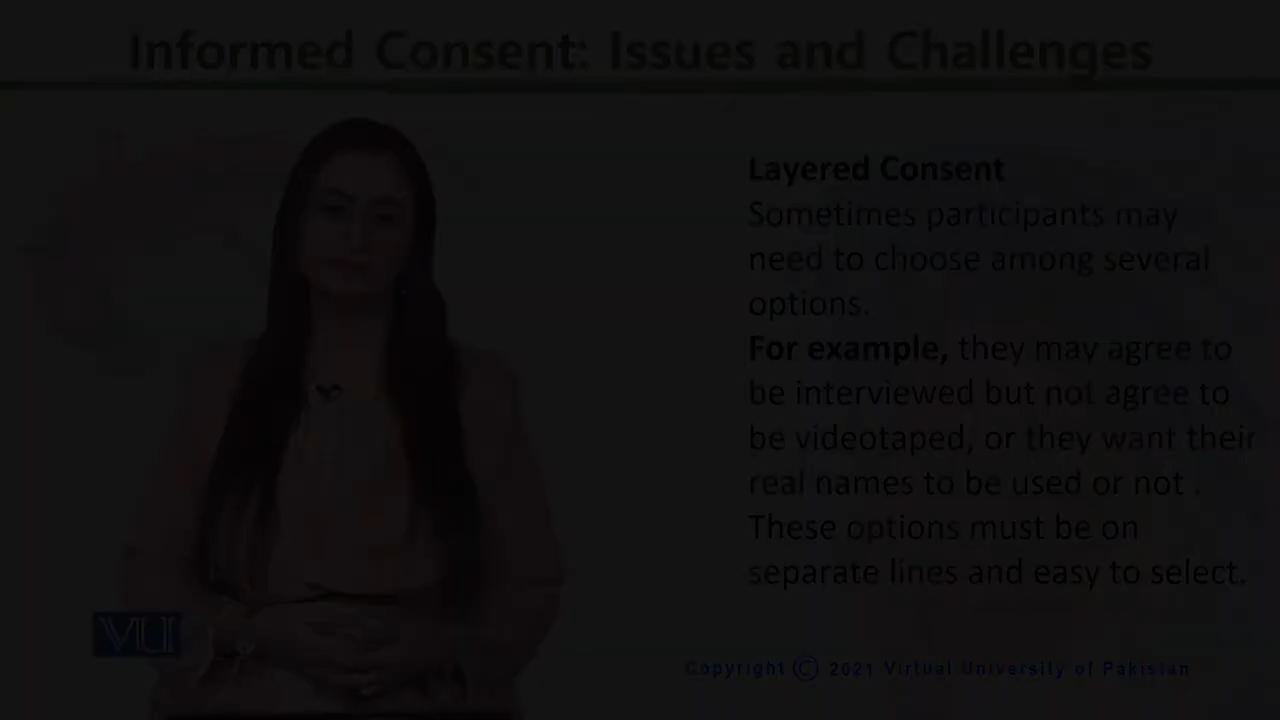 Informed Consent: Issues and Challenges
Layered Consent
Sometimes participants may
need to choose among several
options.
For example, they may agree to
be interviewed but not agree to
be videotaped, or they want their
real names to be used or not .
These options must be on
separate lines and easy to select.
VU
Copyright © 2021 Virtual University of Pakistan